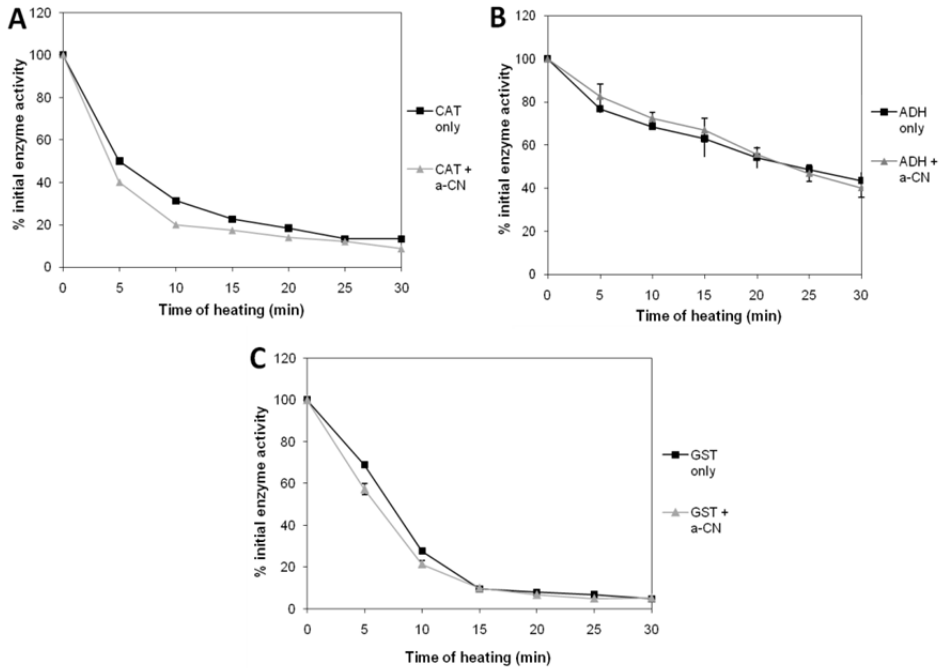 A
120
100
80
60
40
20
0
% initial enzyme activity
0 5 10 15 20 25 30
Time of heating (min)
CAT
only
CAT +
a-CN
B
120
100
80
60
40
20
0
% initial enzyme activity
0 5 10 15 20 25 30
Time of heating (min)
ADH
only
ADH +
a-CN
C
120
100
80
60
40
20
0
% initial enzyme activity
0 5 10 15 20 25 30
Time of heating (min)
GST
only
GST +
a-CN